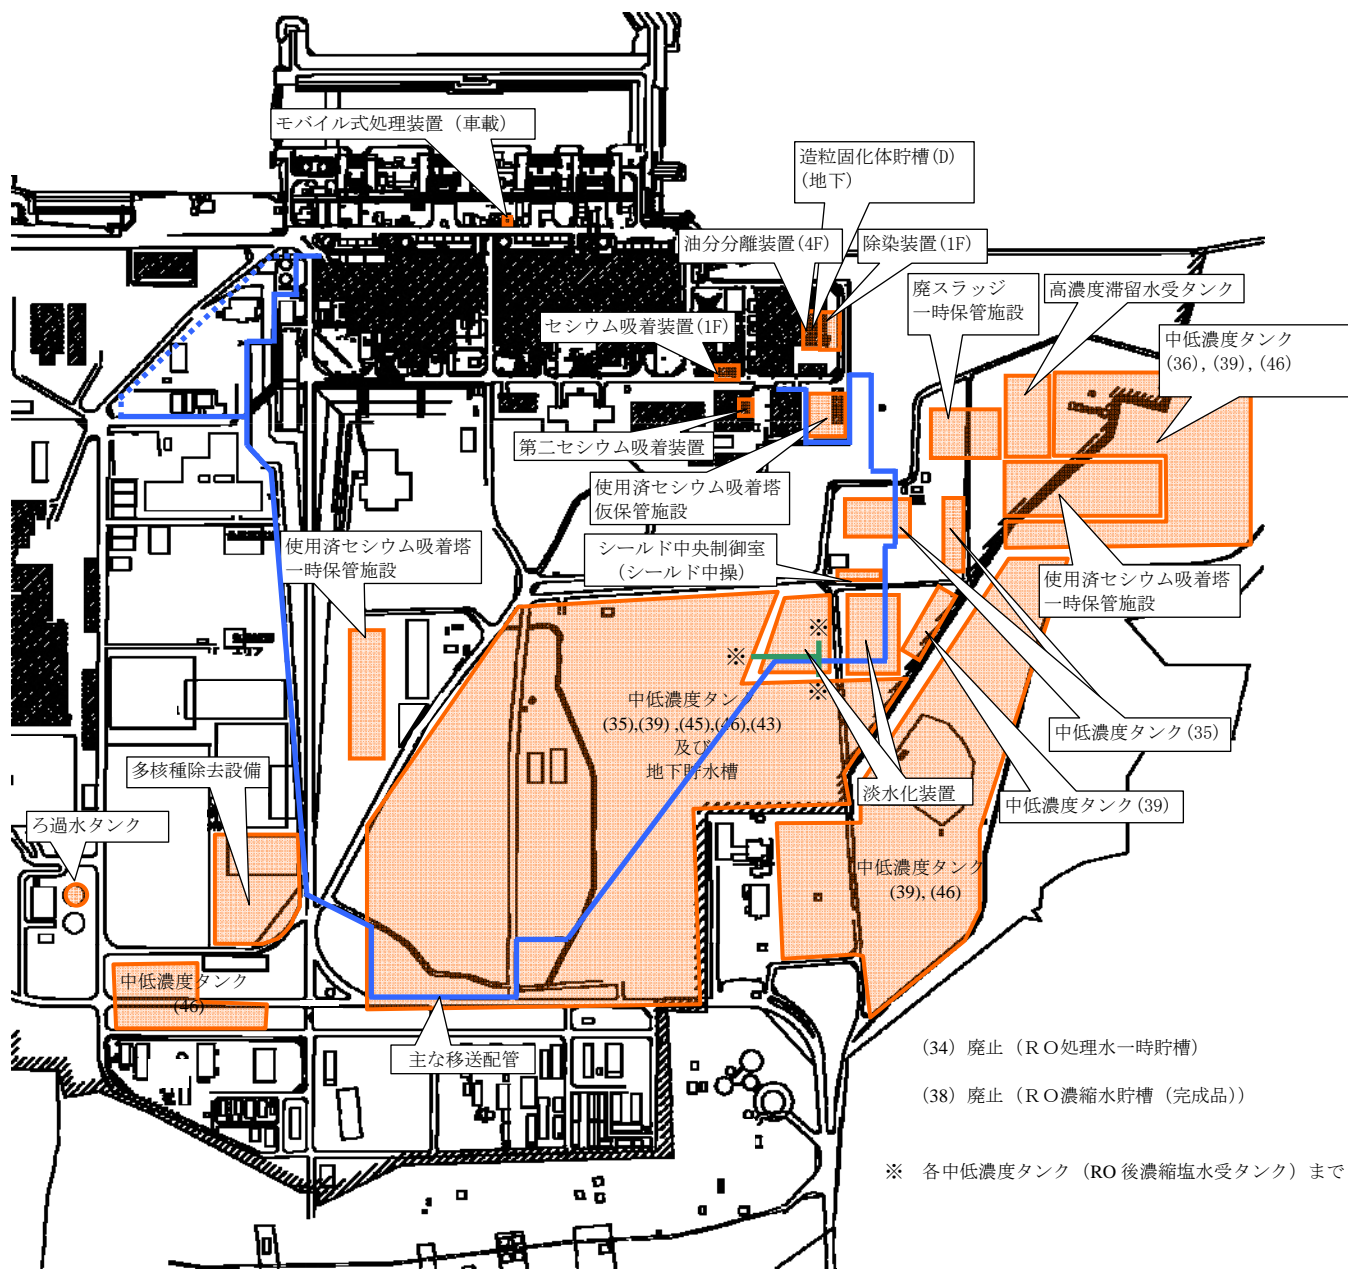 モバイル式処理装置（車載）
造粒固化体貯槽(D)
(地下)
油分分離装置(4F)
除染装置(1F)
廃スラッジ
一時保管施設
高濃度滞留水受タンク
中低濃度タンク
(36),(39),(46)
セシウム吸着装置(1F)
第二セシウム吸着装置
使用済セシウム吸着塔
仮保管施設
シールド中央制御室
(シールド中操)
使用済セシウム吸着塔
一時保管施設
使用済セシウム吸着塔
一時保管施設
※
※
※
中低濃度タンク
(35),(39),(45),(46),(43)
及び
地下貯水槽
中低濃度タンク(35)
淡水化装置
中低濃度タンク(39)
多核種除去設備
ろ過水タンク
中低濃度タンク
(39), (46)
中低濃度タンク
(46)
主な移送配管
(34) 廃止（ＲＯ処理水一時貯槽）
(38) 廃止（ＲＯ濃縮水貯槽（完成品））
※ 各中低濃度タンク（RO 後濃縮塩水受タンク）まで